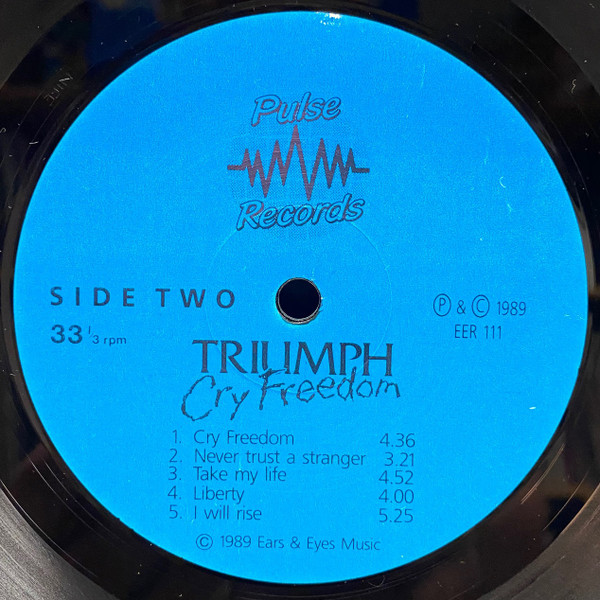 Pulse
Records
SIDE TWO
33 1/3 rpm
Ⓟ & © 1989
EER 111
TRIUMPH
Cry Freedom
1. Cry Freedom 4.36
2. Never trust a stranger 3.21
3. Take my life 4.52
4. Liberty 4.00
5. I will rise 5.25
© 1989 Ears & Eyes Music